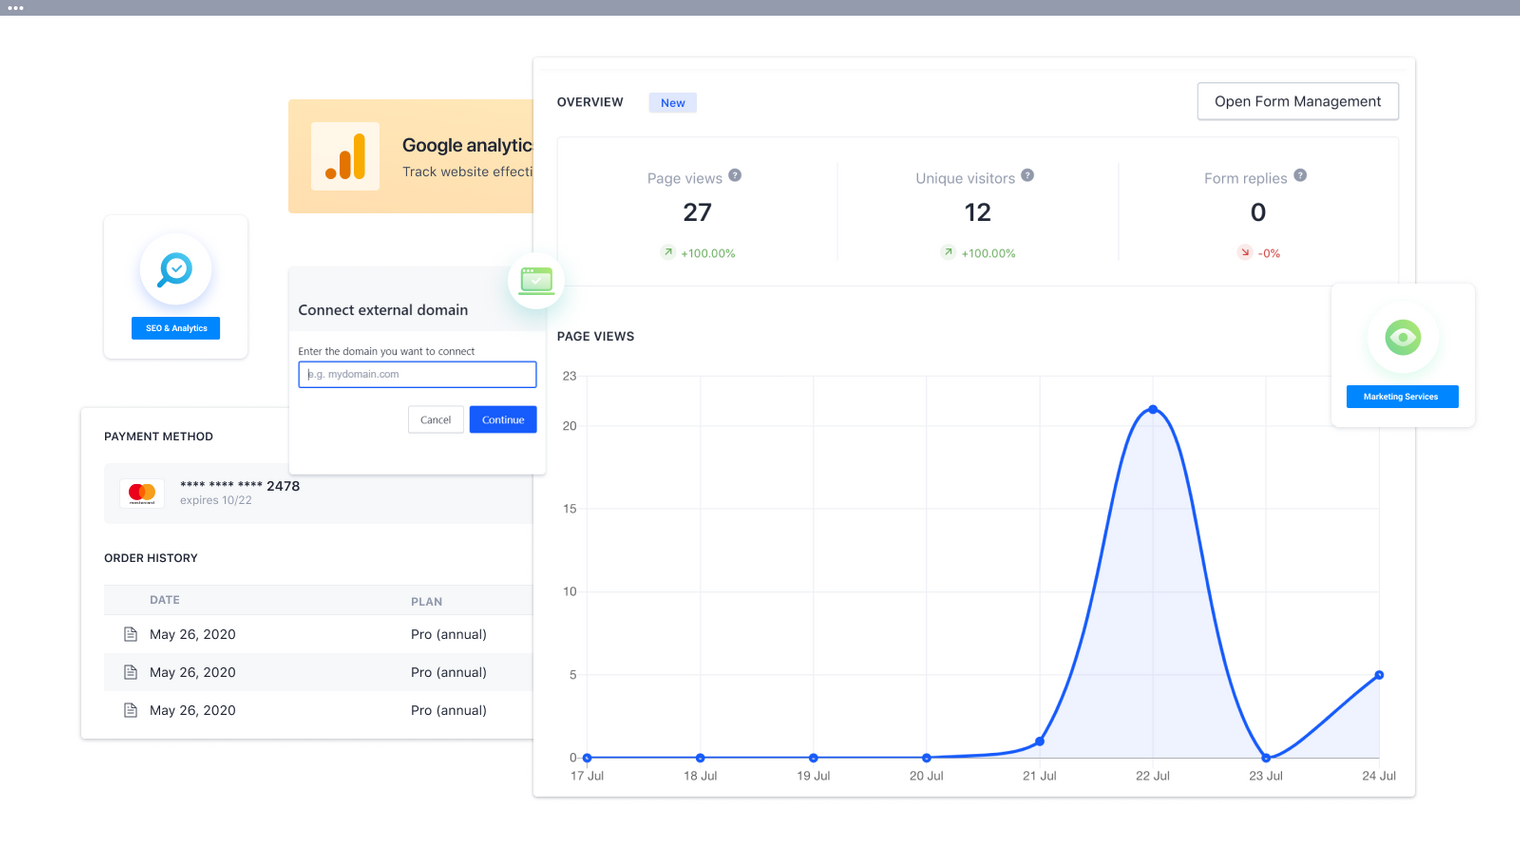 OVERVIEW New
Open Form Management
Google analytic
Track website effecti
Page views ?
27
+100.00%
Unique visitors ?
12
+100.00%
Form replies ?
0
-0%
SEO & Analytics
Connect external domain
Enter the domain you want to connect
e.g. mydomain.com
Cancel Continue
PAGE VIEWS
23
20
15
10
5
0
17 Jul 18 Jul 19 Jul 20 Jul 21 Jul 22 Jul 23 Jul 24 Jul
Marketing Services
PAYMENT METHOD
mastercard
**** **** **** 2478
expires 10/22
ORDER HISTORY
DATE PLAN
May 26, 2020 Pro (annual)
May 26, 2020 Pro (annual)
May 26, 2020 Pro (annual)